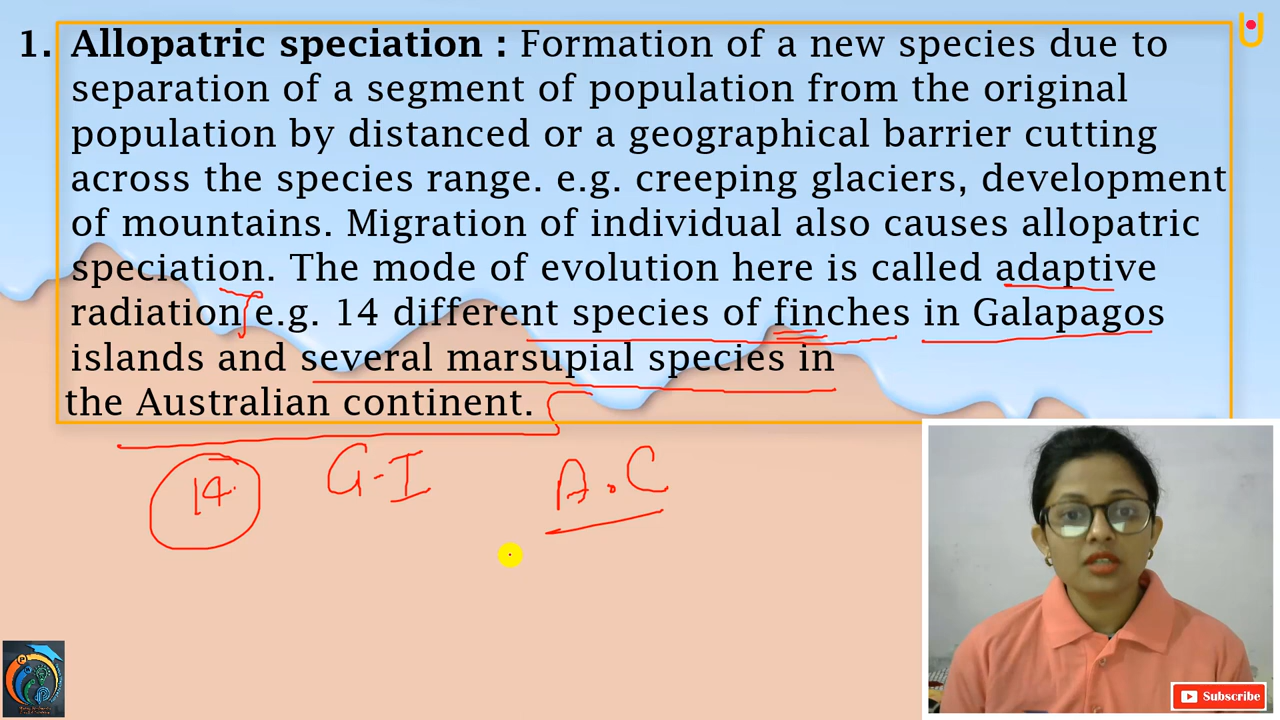 1. Allopatric speciation : Formation of a new species due to
separation of a segment of population from the original
population by distanced or a geographical barrier cutting
across the species range. e.g. creeping glaciers, development
of mountains. Migration of individual also causes allopatric
speciation. The mode of evolution here is called adaptive
radiation e.g. 14 different species of finches in Galapagos
islands and several marsupial species in
the Australian continent.
14 G-I A.C
Subscribe